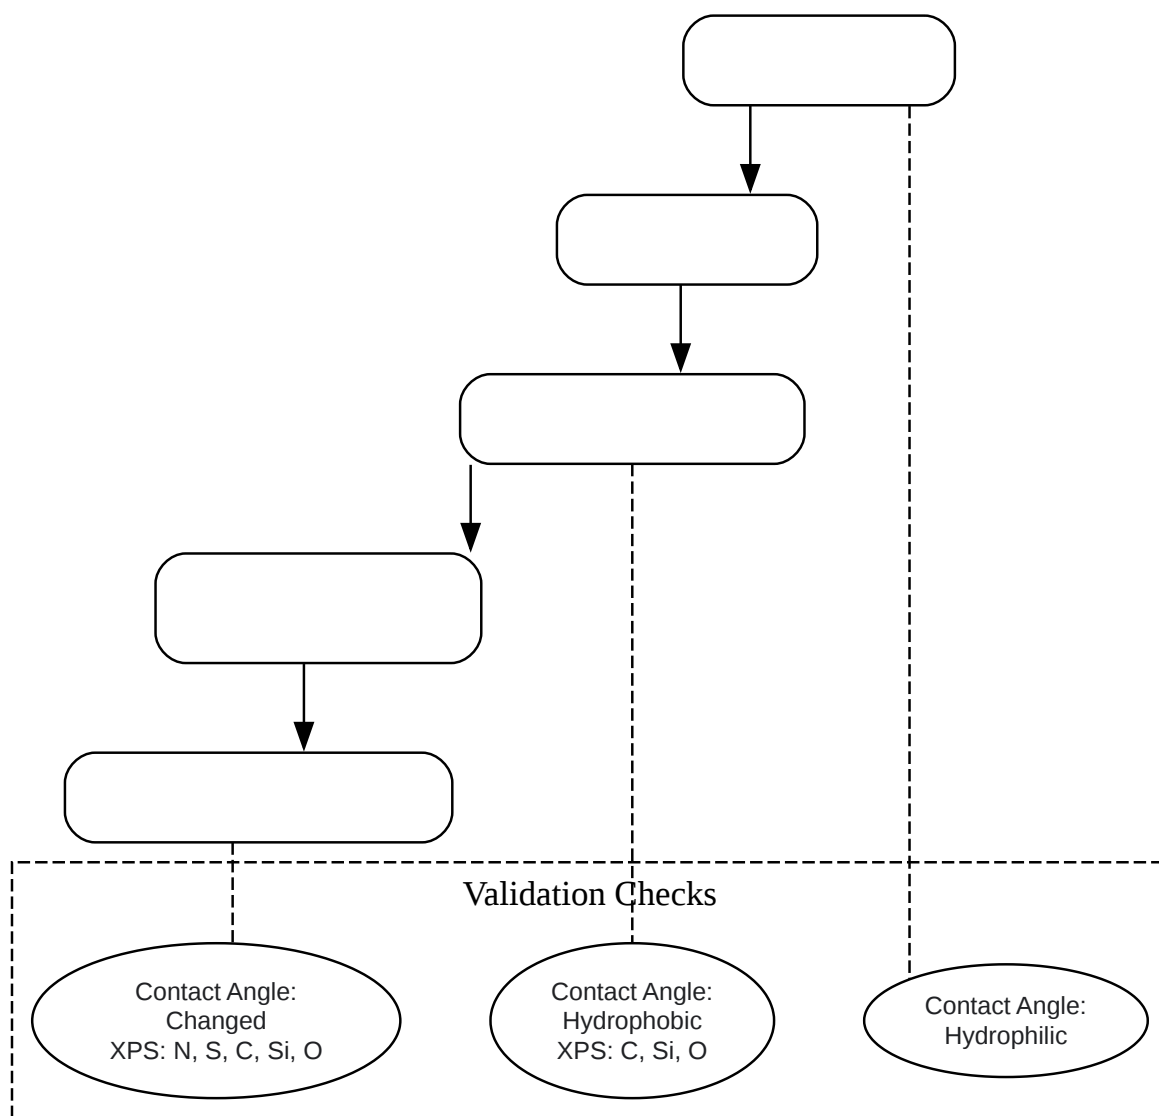 Validation Checks
Contact Angle:
Changed
XPS: N, S, C, Si, O
Contact Angle:
Hydrophobic
XPS: C, Si, O
Contact Angle:
Hydrophilic